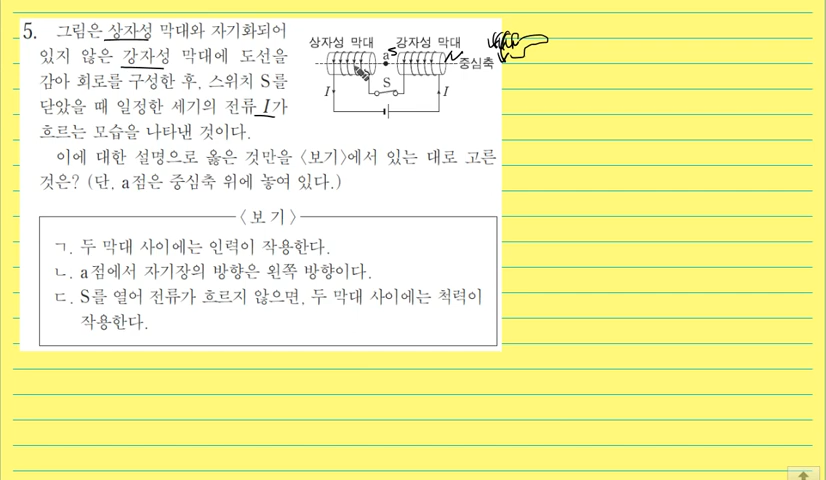 5. 그림은 상자성 막대와 자기화되어
있지 않은 강자성 막대에 도선을
감아 회로를 구성한 후, 스위치 S를
닫았을 때 일정한 세기의 전류 I가
흐르는 모습을 나타낸 것이다.
상자성 막대 강자성 막대
a S N 중심축
S
I I
이에 대한 설명으로 옳은 것만을 〈보기〉에서 있는 대로 고른
것은? (단, a점은 중심축 위에 놓여 있다.)
〈보기〉
ㄱ. 두 막대 사이에는 인력이 작용한다.
ㄴ. a점에서 자기장의 방향은 왼쪽 방향이다.
ㄷ. S를 열어 전류가 흐르지 않으면, 두 막대 사이에는 척력이
작용한다.